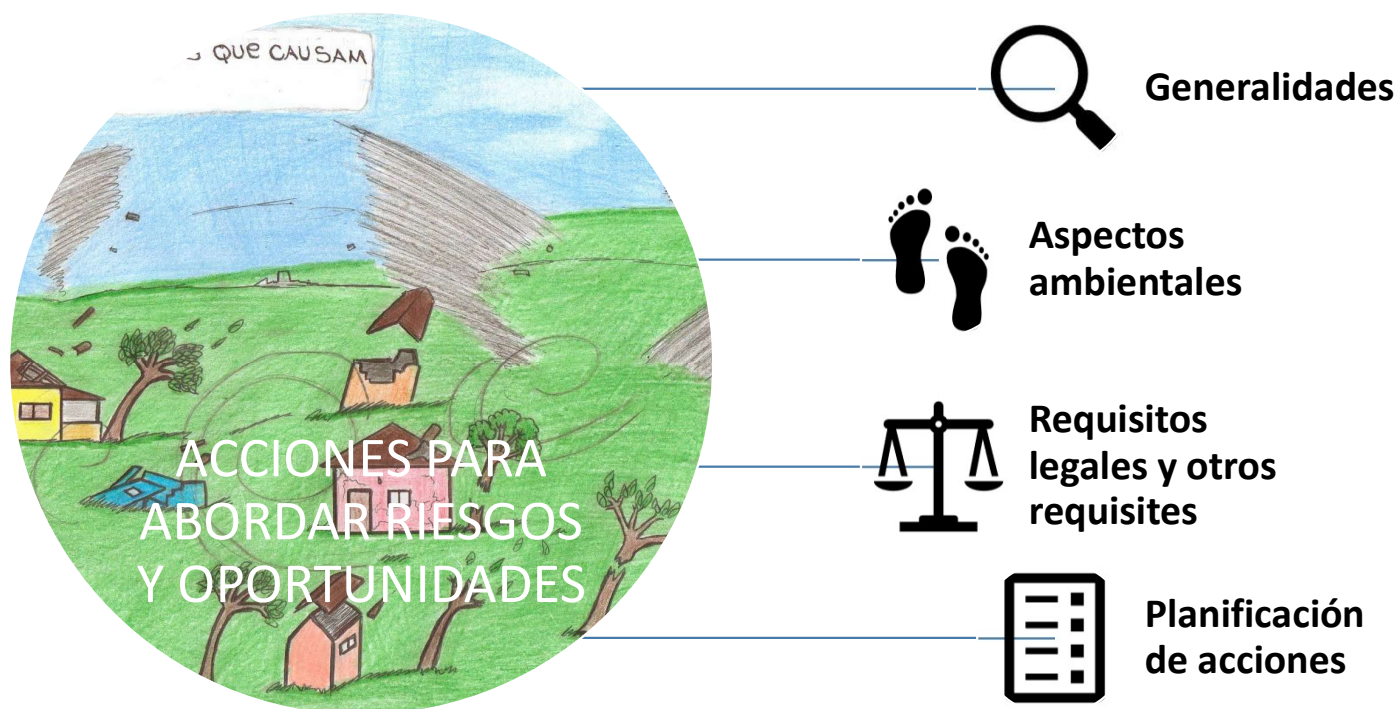 QUE CAUSAM
ACCIONES PARA
ABORDAR RIESGOS
Y OPORTUNIDADES
Generalidades
Aspectos
ambientales
Requisitos
legales y otros
requisites
Planificación
de acciones